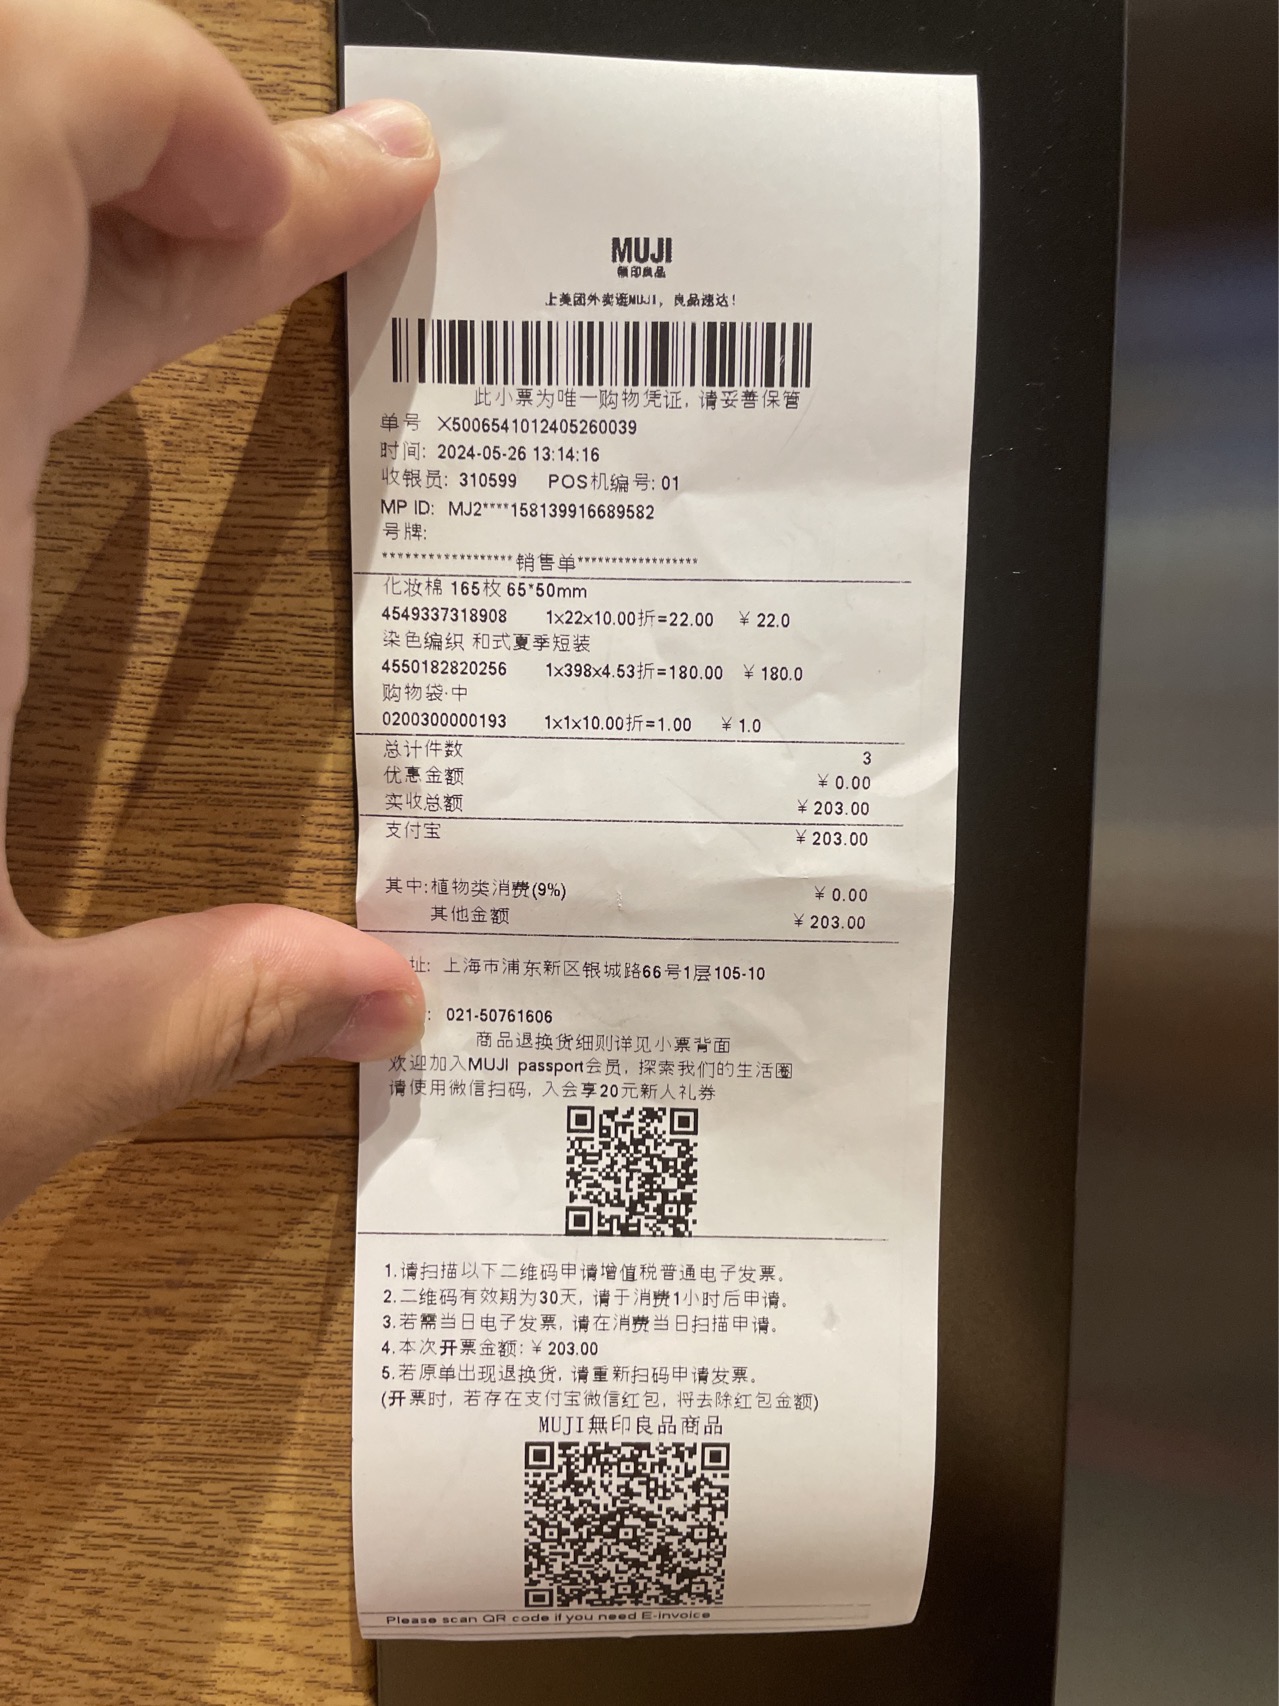 MUJI
無印良品
上美团外卖逛MUJI，良品速达！
此小票为唯一购物凭证，请妥善保管
单号 X5006541012405260039
时间: 2024-05-26 13:14:16
收银员: 310599 POS机编号: 01
MP ID: MJ2****158139916689582
号牌:
******************销售单******************
化妆棉 165枚 65*50mm
4549337318908 1x22x10.00折=22.00 ¥ 22.0
染色编织 和式夏季短装
4550182820256 1x398x4.53折=180.00 ¥ 180.0
购物袋·中
0200300000193 1x1x10.00折=1.00 ¥ 1.0
总计件数 3
优惠金额 ¥ 0.00
实收总额 ¥ 203.00
支付宝 ¥ 203.00
其中:植物类消费(9%) ¥ 0.00
其他金额 ¥ 203.00
址: 上海市浦东新区银城路66号1层105-10
: 021-50761606
商品退换货细则详见小票背面
欢迎加入MUJI passport会员，探索我们的生活圈
请使用微信扫码，入会享20元新人礼券
1.请扫描以下二维码申请增值税普通电子发票。
2.二维码有效期为30天，请于消费1小时后申请。
3.若需当日电子发票，请在消费当日扫描申请。
4.本次开票金额: ¥ 203.00
5.若原单出现退换货，请重新扫码申请发票。
(开票时，若存在支付宝微信红包，将去除红包金额)
MUJI無印良品商品
Please scan QR code if you need E-invoice